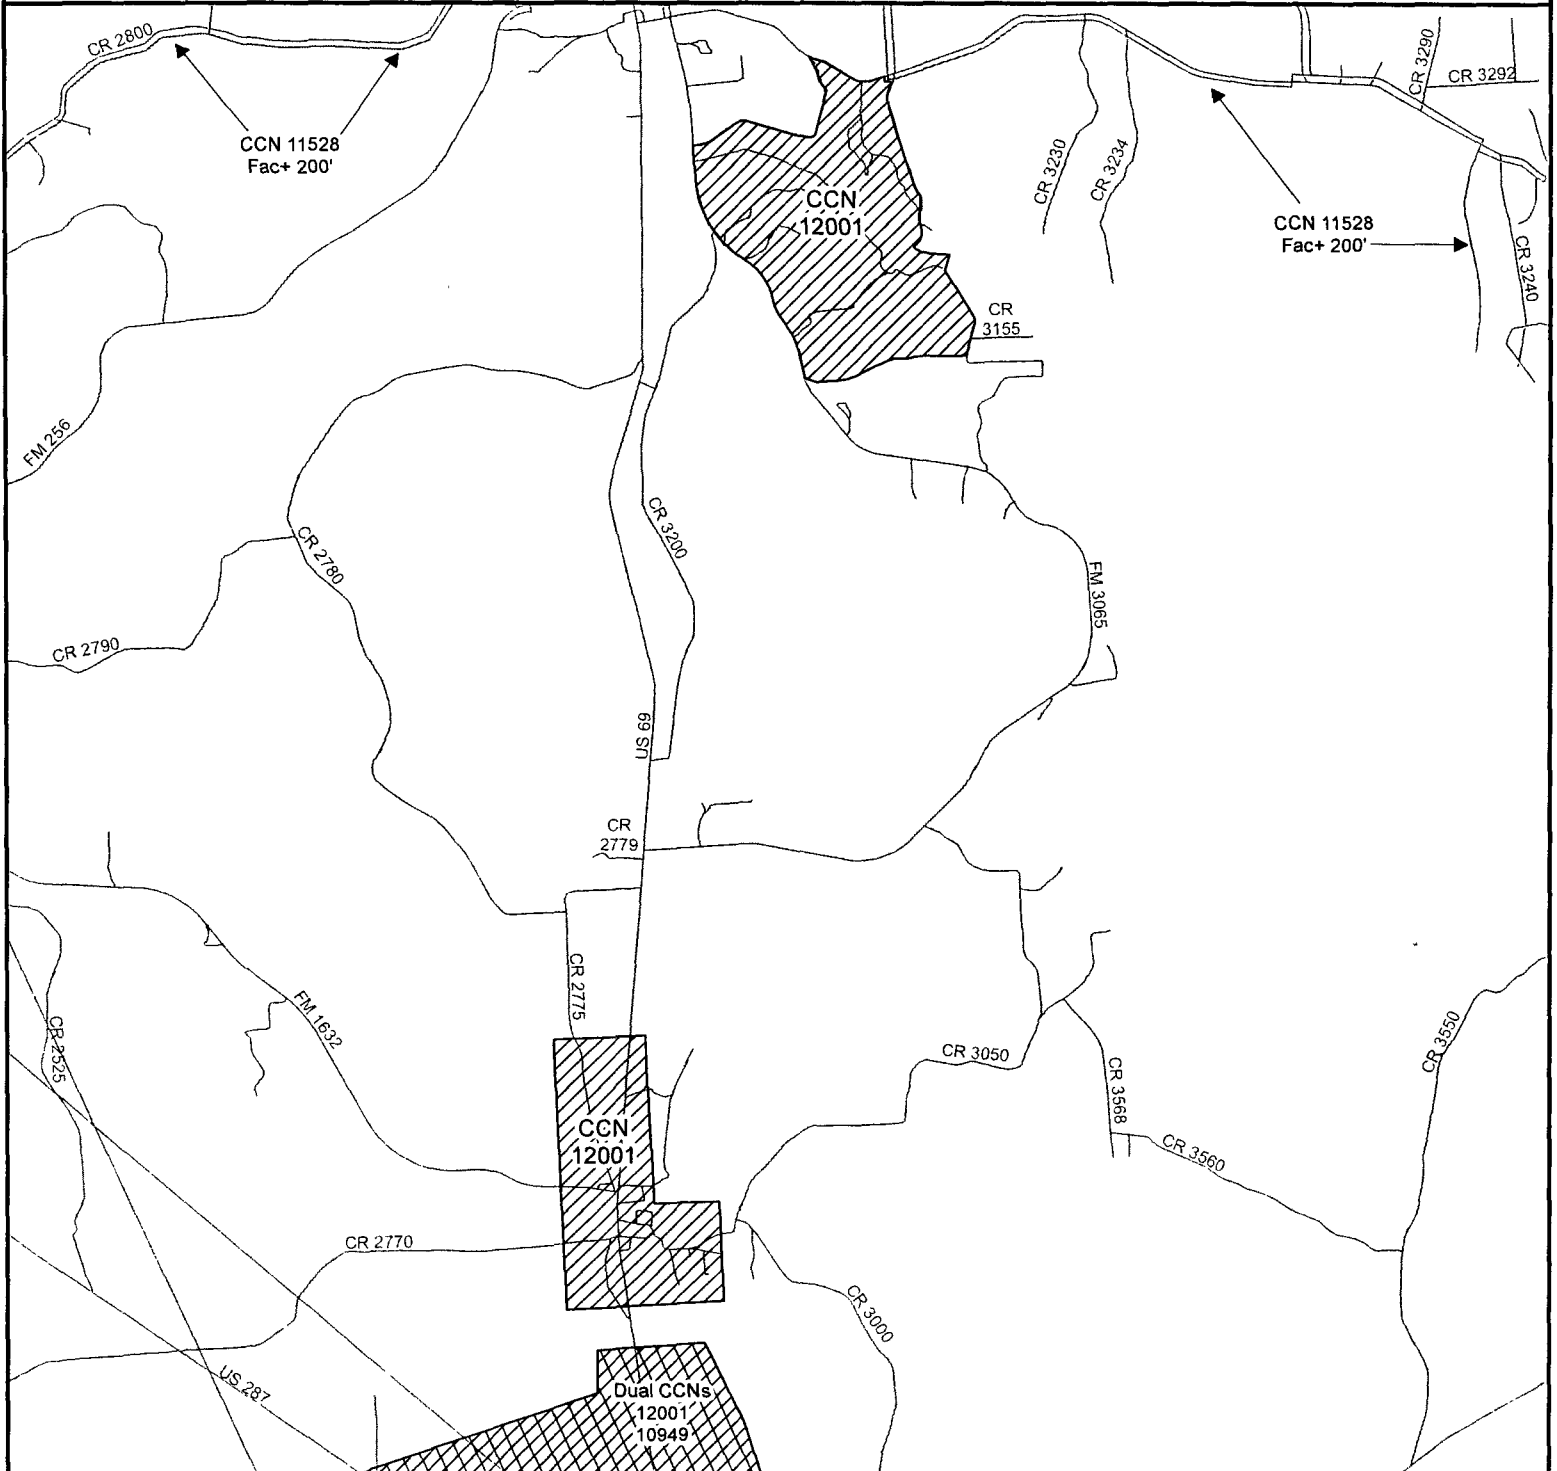 CR 2800
CCN 11528
Fac+ 200'
CCN
12001
CR 3230
CR 3234
CR 3290
CR 3292
CCN 11528
Fac+ 200'
CR 3240
CR
3155
FM 256
CR 2780
CR 3200
FM 3065
CR 2790
US 69
CR
2779
CR 2775
FM 1632
CR 2525
CR 3050
CR 3568
CR 3550
CCN
12001
CR 3560
CR 2770
CR 3000
US 287
Dual CCNs
12001
10949